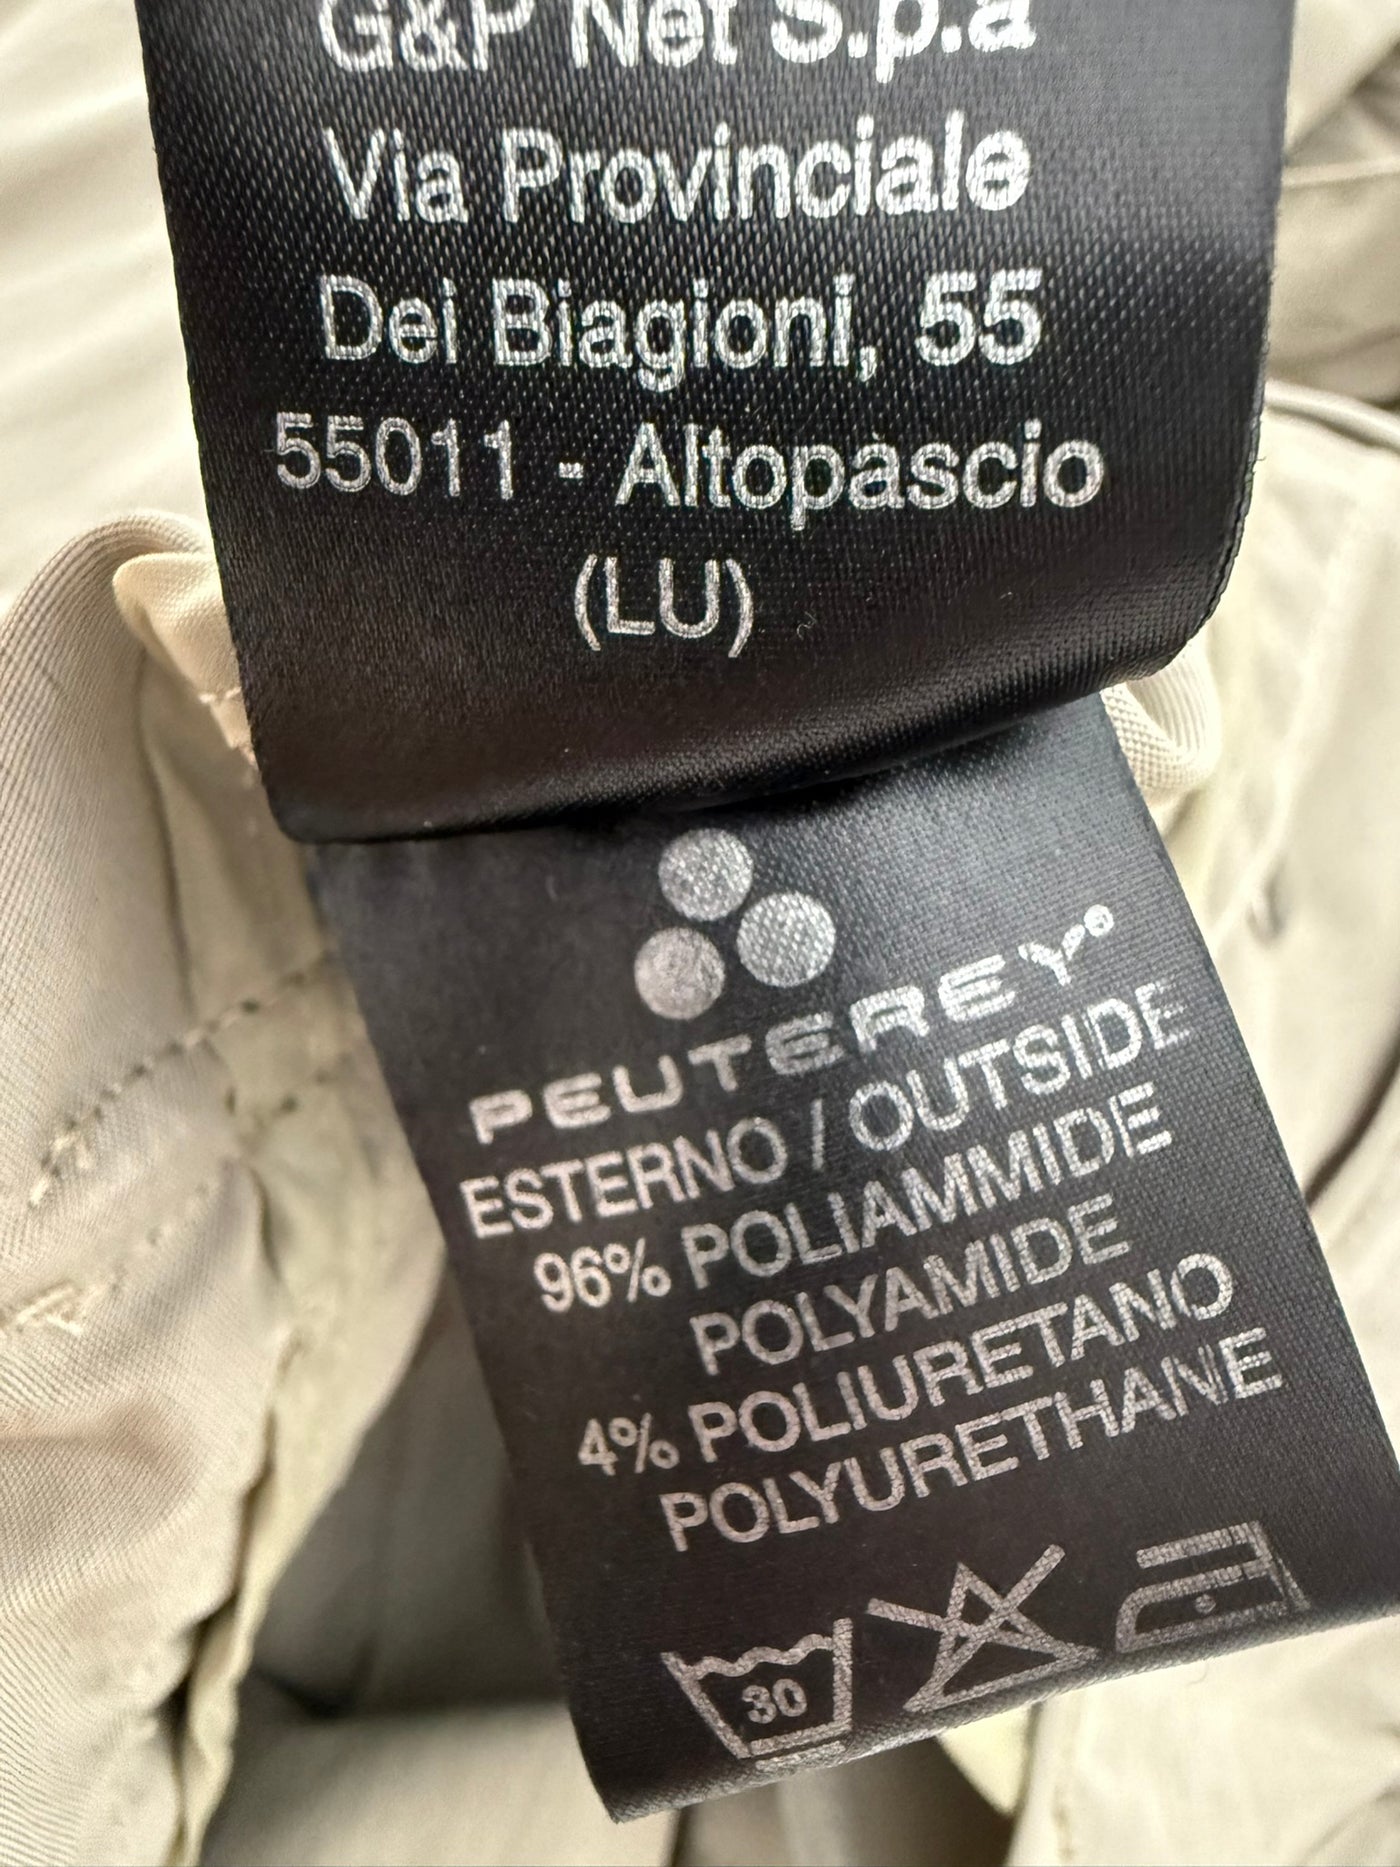 G&P Net S.p.a
Via Provinciale
Dei Biagioni, 55
55011 - Altopascio
(LU)
PEUTEREY®
ESTERNO / OUTSIDE
96% POLIAMMIDE
POLYAMIDE
4% POLIURETANO
POLYURETHANE
30